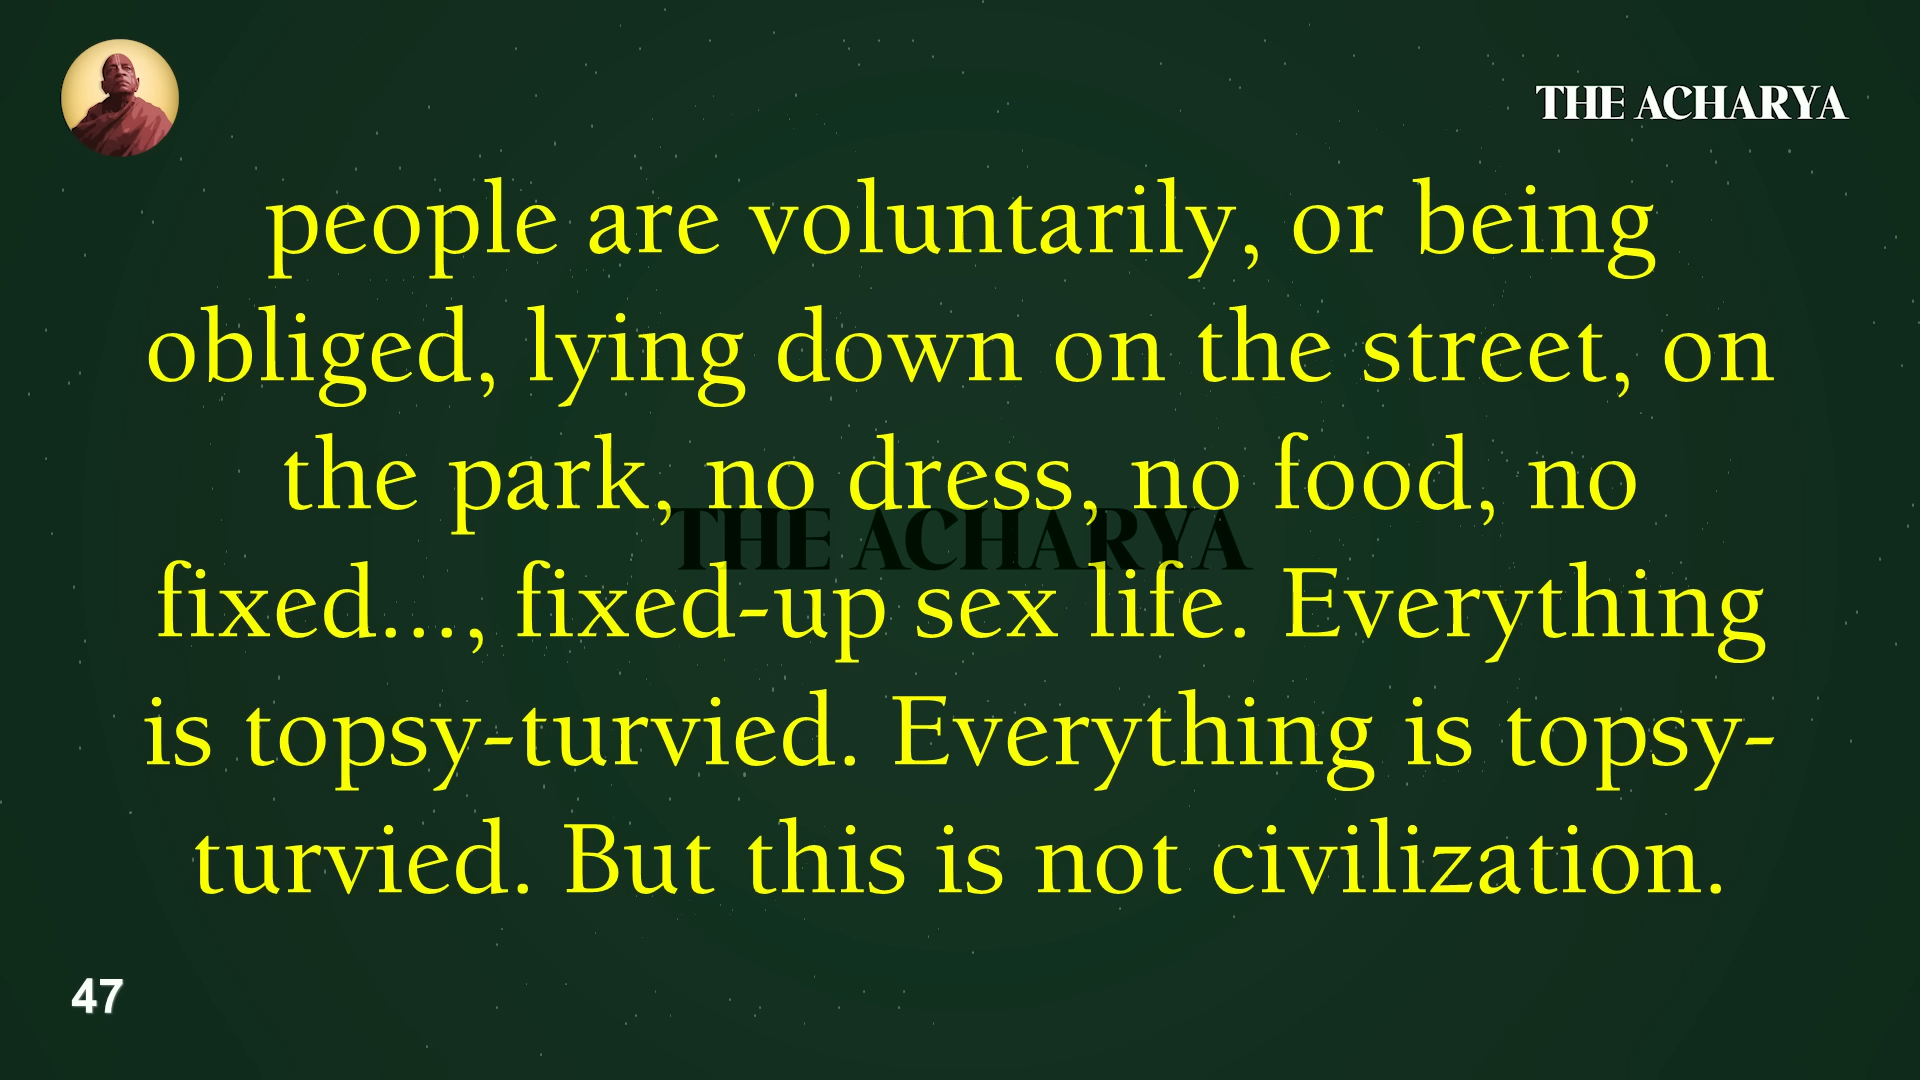 THE ACHARYA
people are voluntarily, or being
obliged, lying down on the street, on
the park, no dress, no food, no
THE ACHARYA
fixed..., fixed-up sex life. Everything
is topsy-turvied. Everything is topsy-
turvied. But this is not civilization.
47